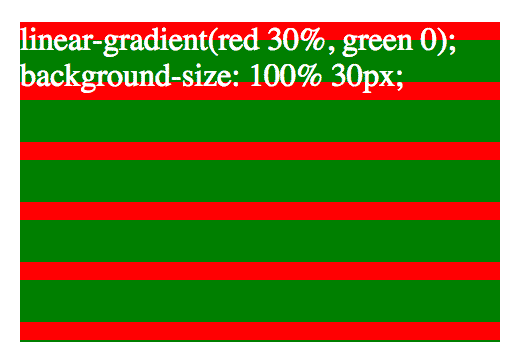 linear-gradient(red 30%, green 0);
background-size: 100% 30px;